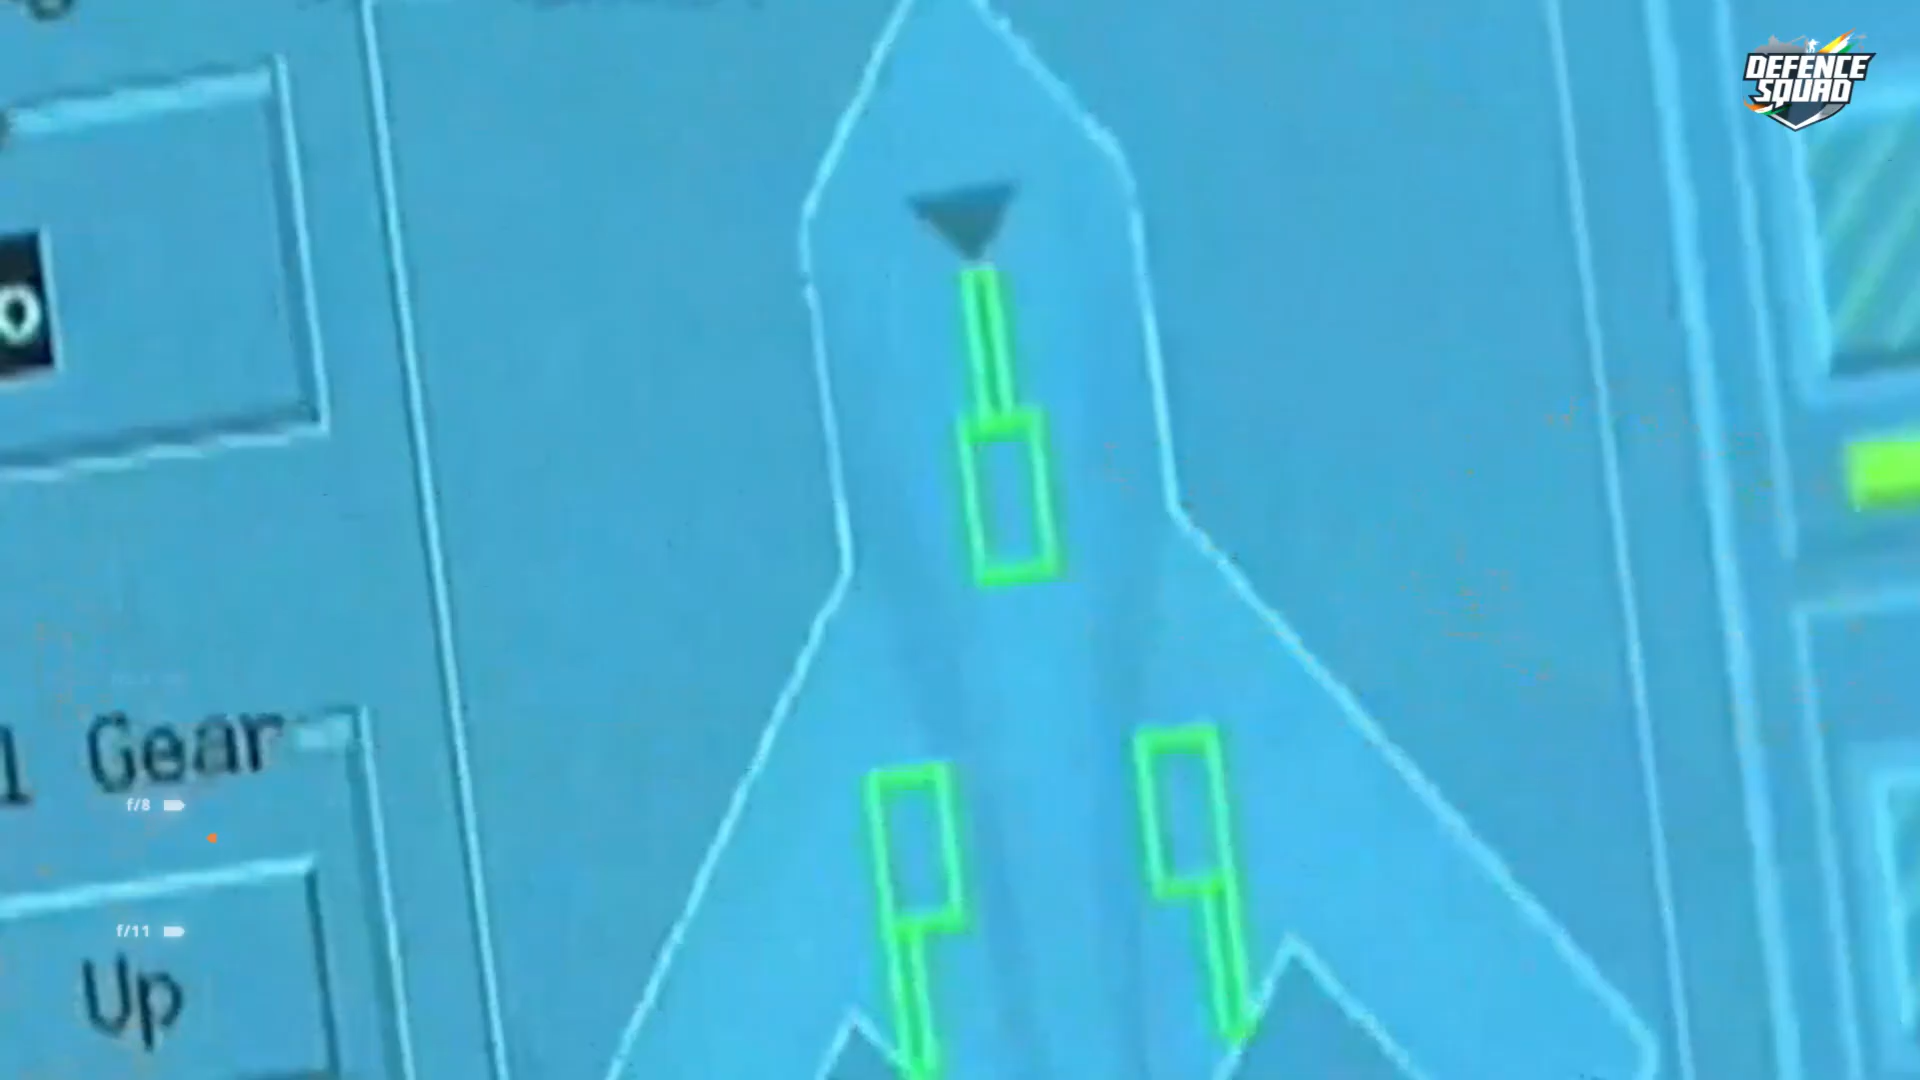 DEFENCE
SQUAD
o
l Gear
f/8
f/11
Up